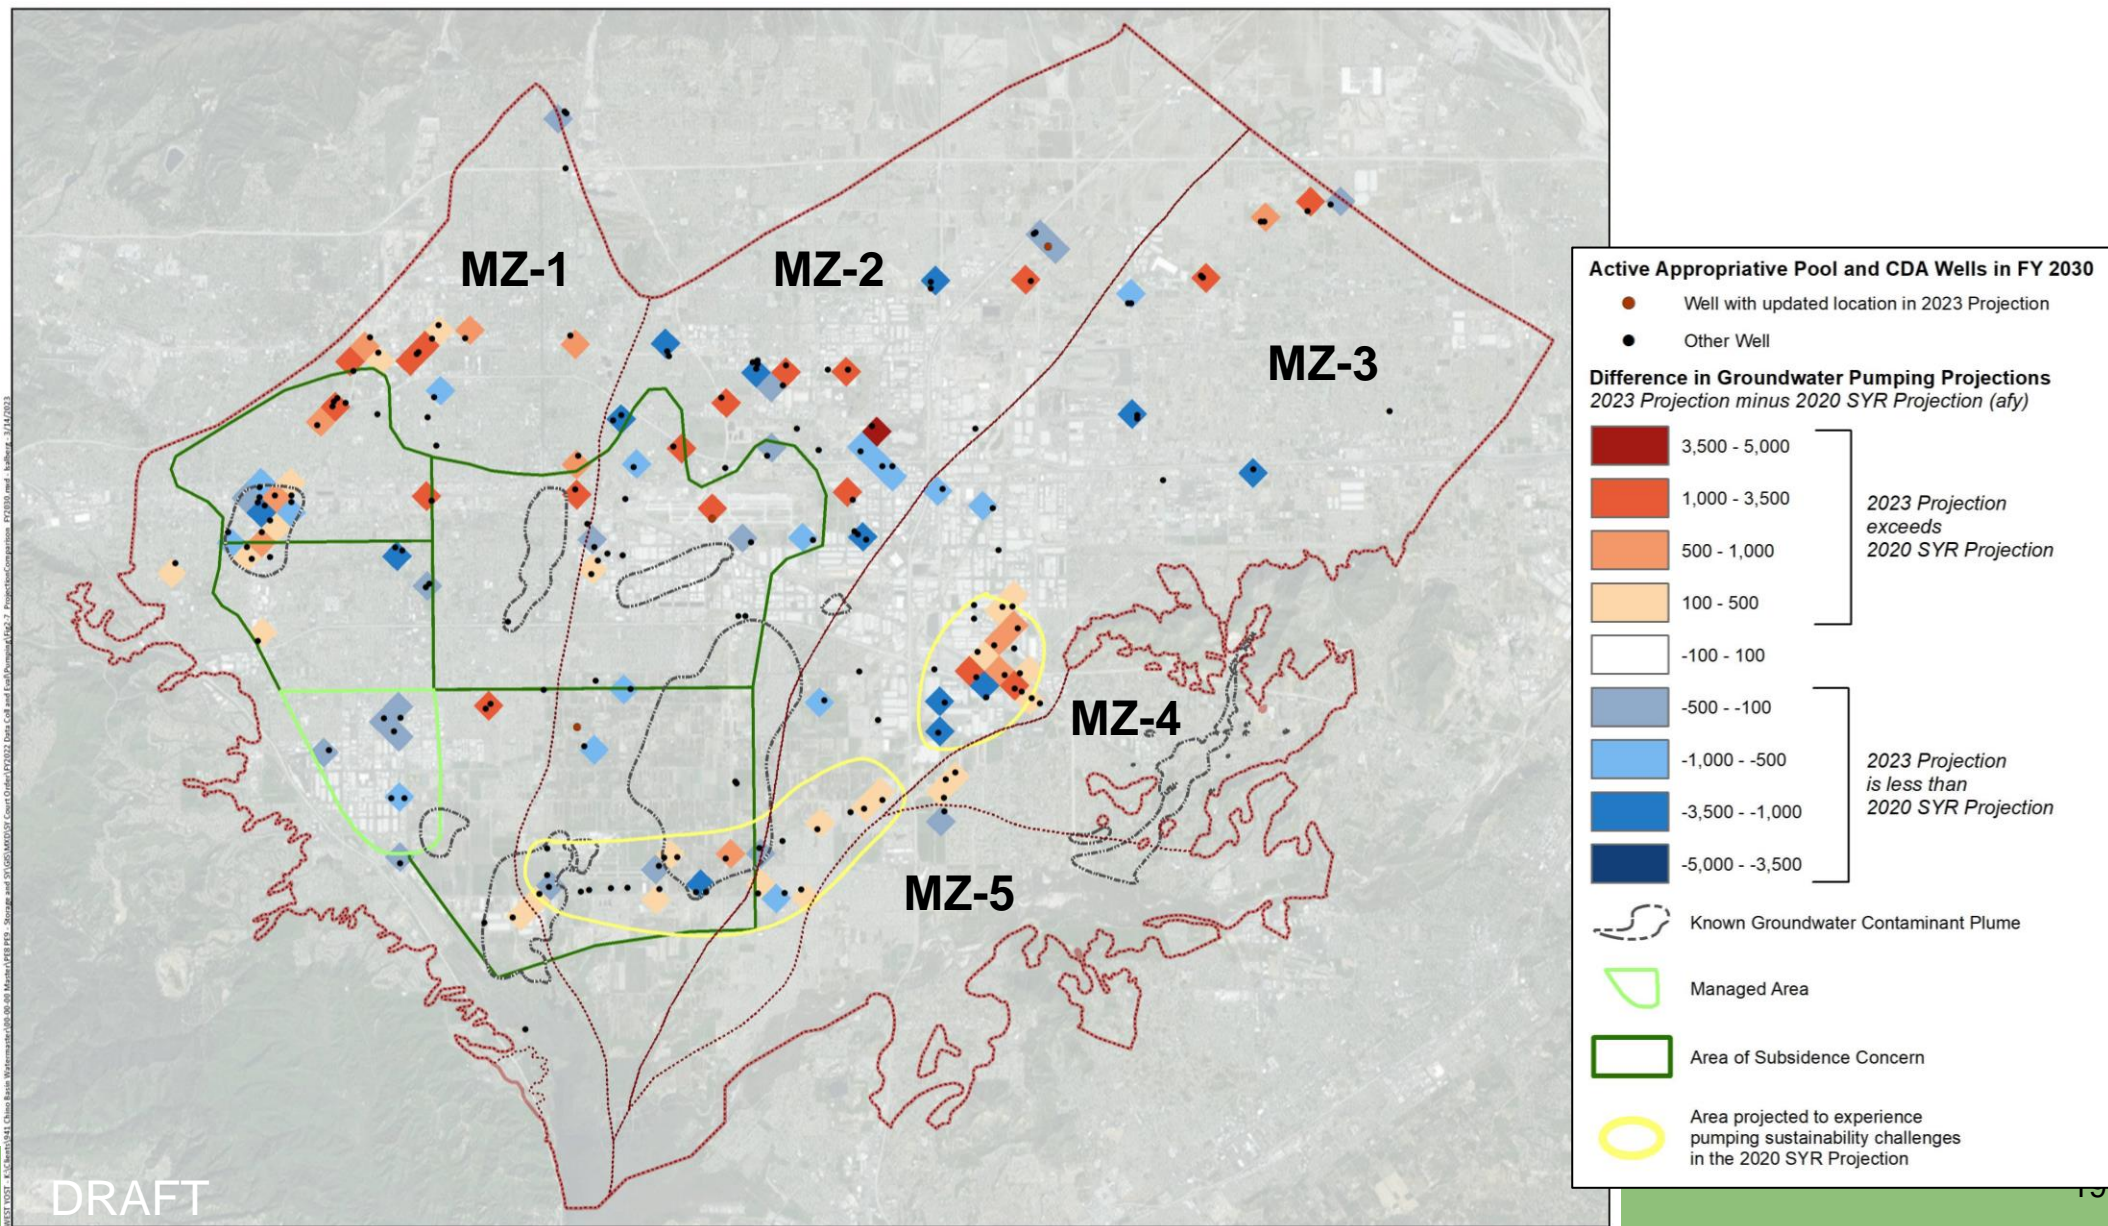 MZ-1
MZ-2
MZ-3
MZ-4
MZ-5
DRAFT
Active Appropriative Pool and CDA Wells in FY 2030
Well with updated location in 2023 Projection
Other Well
Difference in Groundwater Pumping Projections
2023 Projection minus 2020 SYR Projection (afy)
3,500 - 5,000
1,000 - 3,500
500 - 1,000
100 - 500
-100 - 100
-500 - -100
-1,000 - -500
-3,500 - -1,000
-5,000 - -3,500
2023 Projection
exceeds
2020 SYR Projection
2023 Projection
is less than
2020 SYR Projection
Known Groundwater Contaminant Plume
Managed Area
Area of Subsidence Concern
Area projected to experience
pumping sustainability challenges
in the 2020 SYR Projection
19